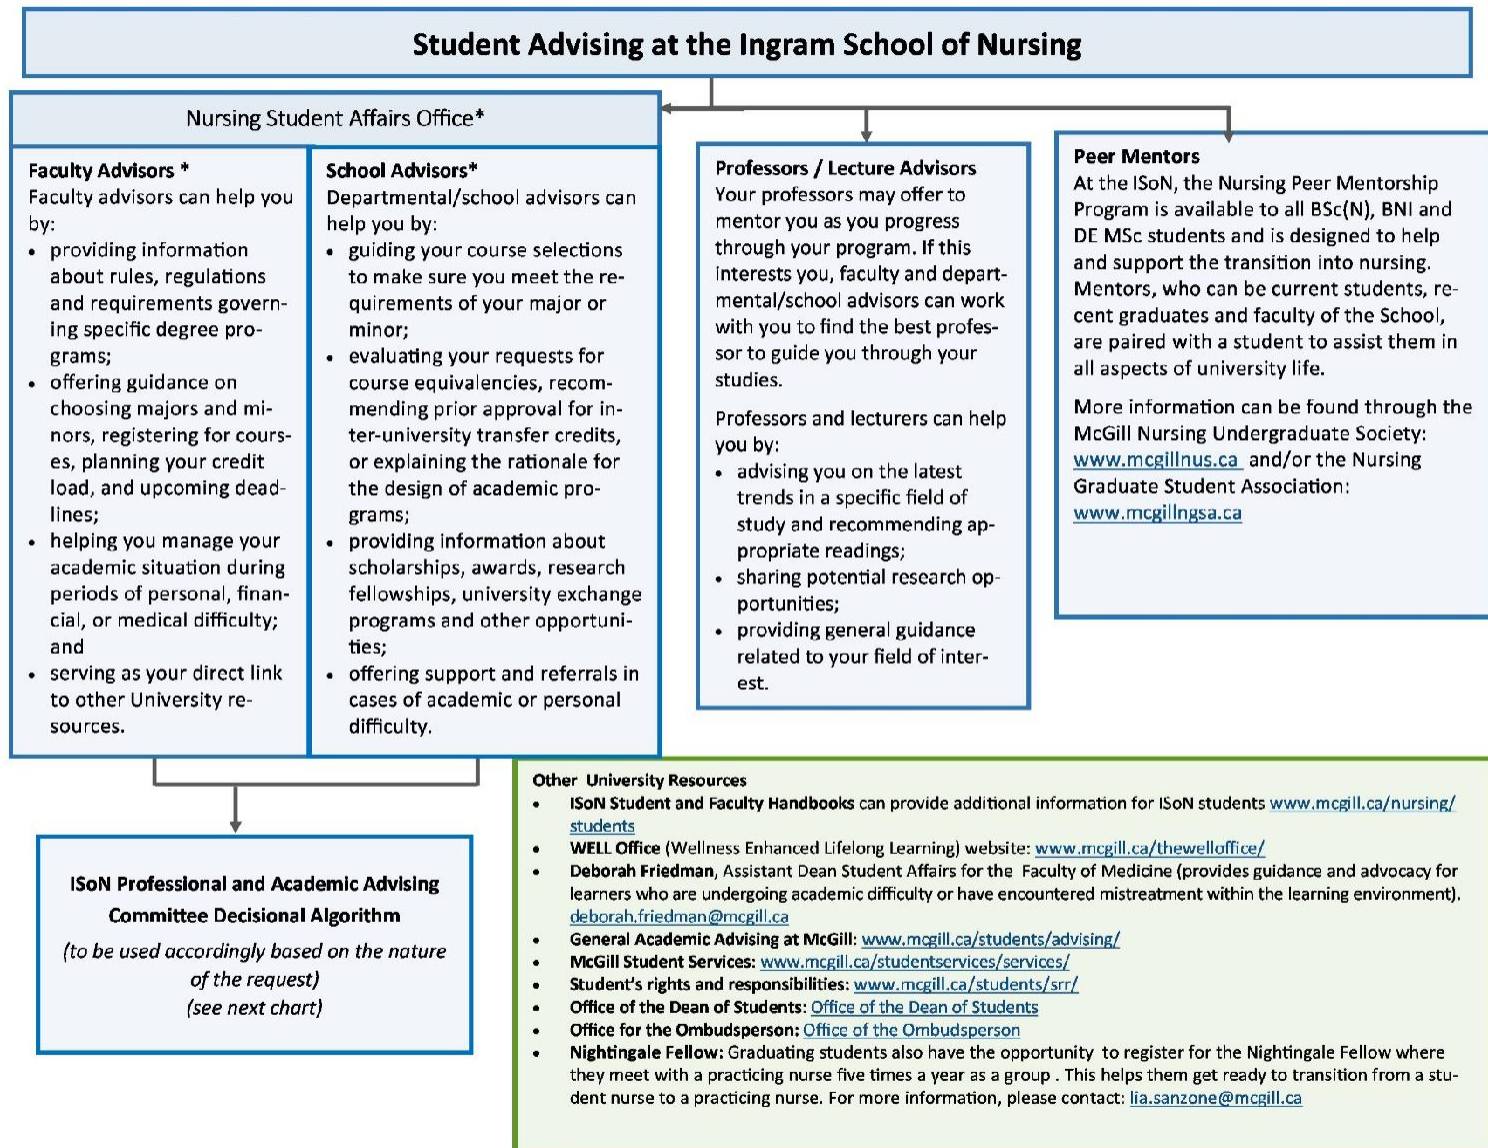 Student Advising at the Ingram School of Nursing
Nursing Student Affairs Office*
Faculty Advisors *
Faculty advisors can help you
by:
• providing information
about rules, regulations
and requirements govern-
ing specific degree pro-
grams;
• offering guidance on
choosing majors and mi-
nors, registering for cours-
es, planning your credit
load, and upcoming dead-
lines;
• helping you manage your
academic situation during
periods of personal, finan-
cial, or medical difficulty;
and
• serving as your direct link
to other University re-
sources.
School Advisors*
Departmental/school advisors can
help you by:
• guiding your course selections
to make sure you meet the re-
quirements of your major or
minor;
• evaluating your requests for
course equivalencies, recom-
mending prior approval for in-
ter-university transfer credits,
or explaining the rationale for
the design of academic pro-
grams;
• providing information about
scholarships, awards, research
fellowships, university exchange
programs and other opportuni-
ties;
• offering support and referrals in
cases of academic or personal
difficulty.
Professors / Lecture Advisors
Your professors may offer to
mentor you as you progress
through your program. If this
interests you, faculty and depart-
mental/school advisors can work
with you to find the best profes-
sor to guide you through your
studies.
Professors and lecturers can help
you by:
• advising you on the latest
trends in a specific field of
study and recommending ap-
propriate readings;
• sharing potential research op-
portunities;
• providing general guidance
related to your field of inter-
est.
Peer Mentors
At the ISoN, the Nursing Peer Mentorship
Program is available to all BSc(N), BNI and
DE MSc students and is designed to help
and support the transition into nursing.
Mentors, who can be current students, re-
cent graduates and faculty of the School,
are paired with a student to assist them in
all aspects of university life.
More information can be found through the
McGill Nursing Undergraduate Society:
www.mcgillnus.ca and/or the Nursing
Graduate Student Association:
www.mcgillngsa.ca
ISoN Professional and Academic Advising
Committee Decisional Algorithm
(to be used accordingly based on the nature
of the request)
(see next chart)
Other University Resources
• ISoN Student and Faculty Handbooks can provide additional information for ISoN students www.mcgill.ca/nursing/
students
• WELL Office (Wellness Enhanced Lifelong Learning) website: www.mcgill.ca/thewelloffice/
• Deborah Friedman, Assistant Dean Student Affairs for the Faculty of Medicine (provides guidance and advocacy for
learners who are undergoing academic difficulty or have encountered mistreatment within the learning environment).
deborah.friedman@mcgill.ca
• General Academic Advising at McGill: www.mcgill.ca/students/advising/
• McGill Student Services: www.mcgill.ca/studentservices/services/
• Student's rights and responsibilities: www.mcgill.ca/students/srr/
• Office of the Dean of Students: Office of the Dean of Students
• Office for the Ombudsperson: Office of the Ombudsperson
• Nightingale Fellow: Graduating students also have the opportunity to register for the Nightingale Fellow where
they meet with a practicing nurse five times a year as a group . This helps them get ready to transition from a stu-
dent nurse to a practicing nurse. For more information, please contact: lia.sanzone@mcgill.ca